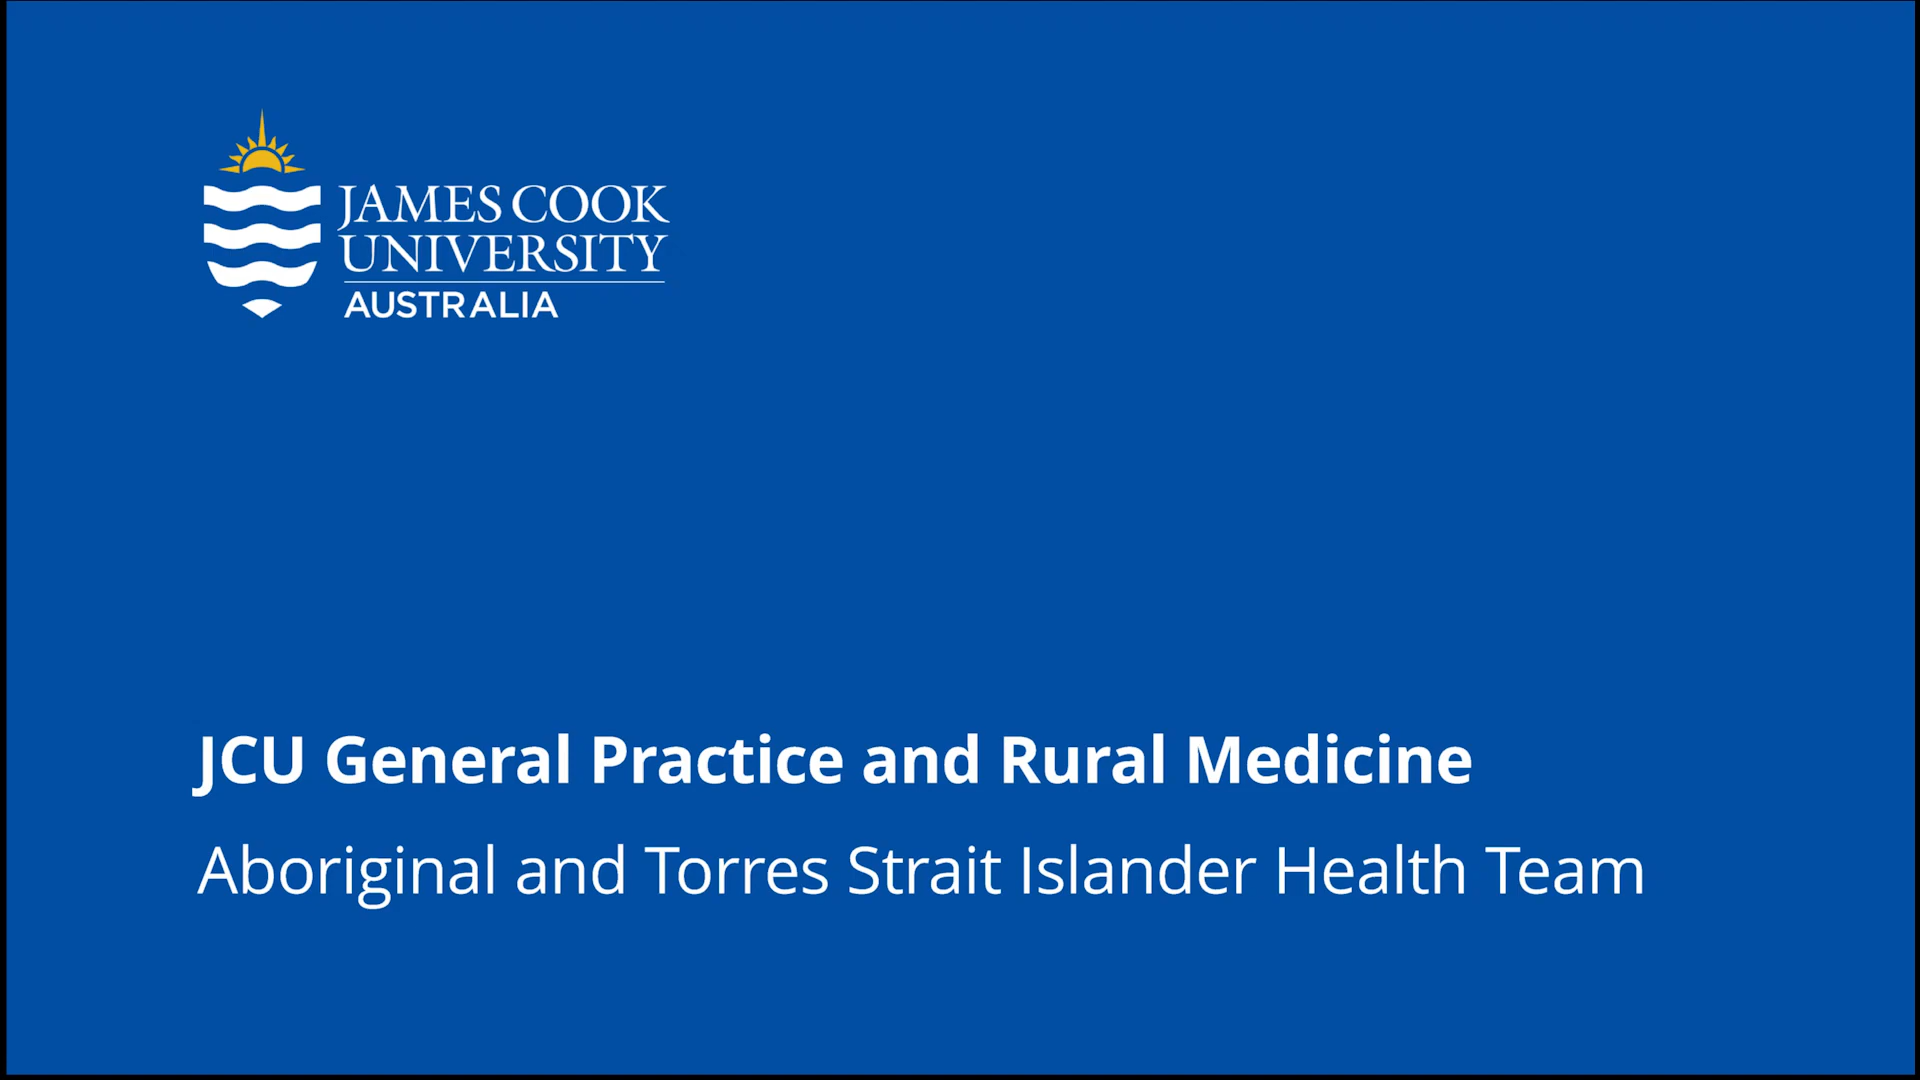 JAMES COOK
UNIVERSITY
AUSTRALIA
JCU General Practice and Rural Medicine
Aboriginal and Torres Strait Islander Health Team